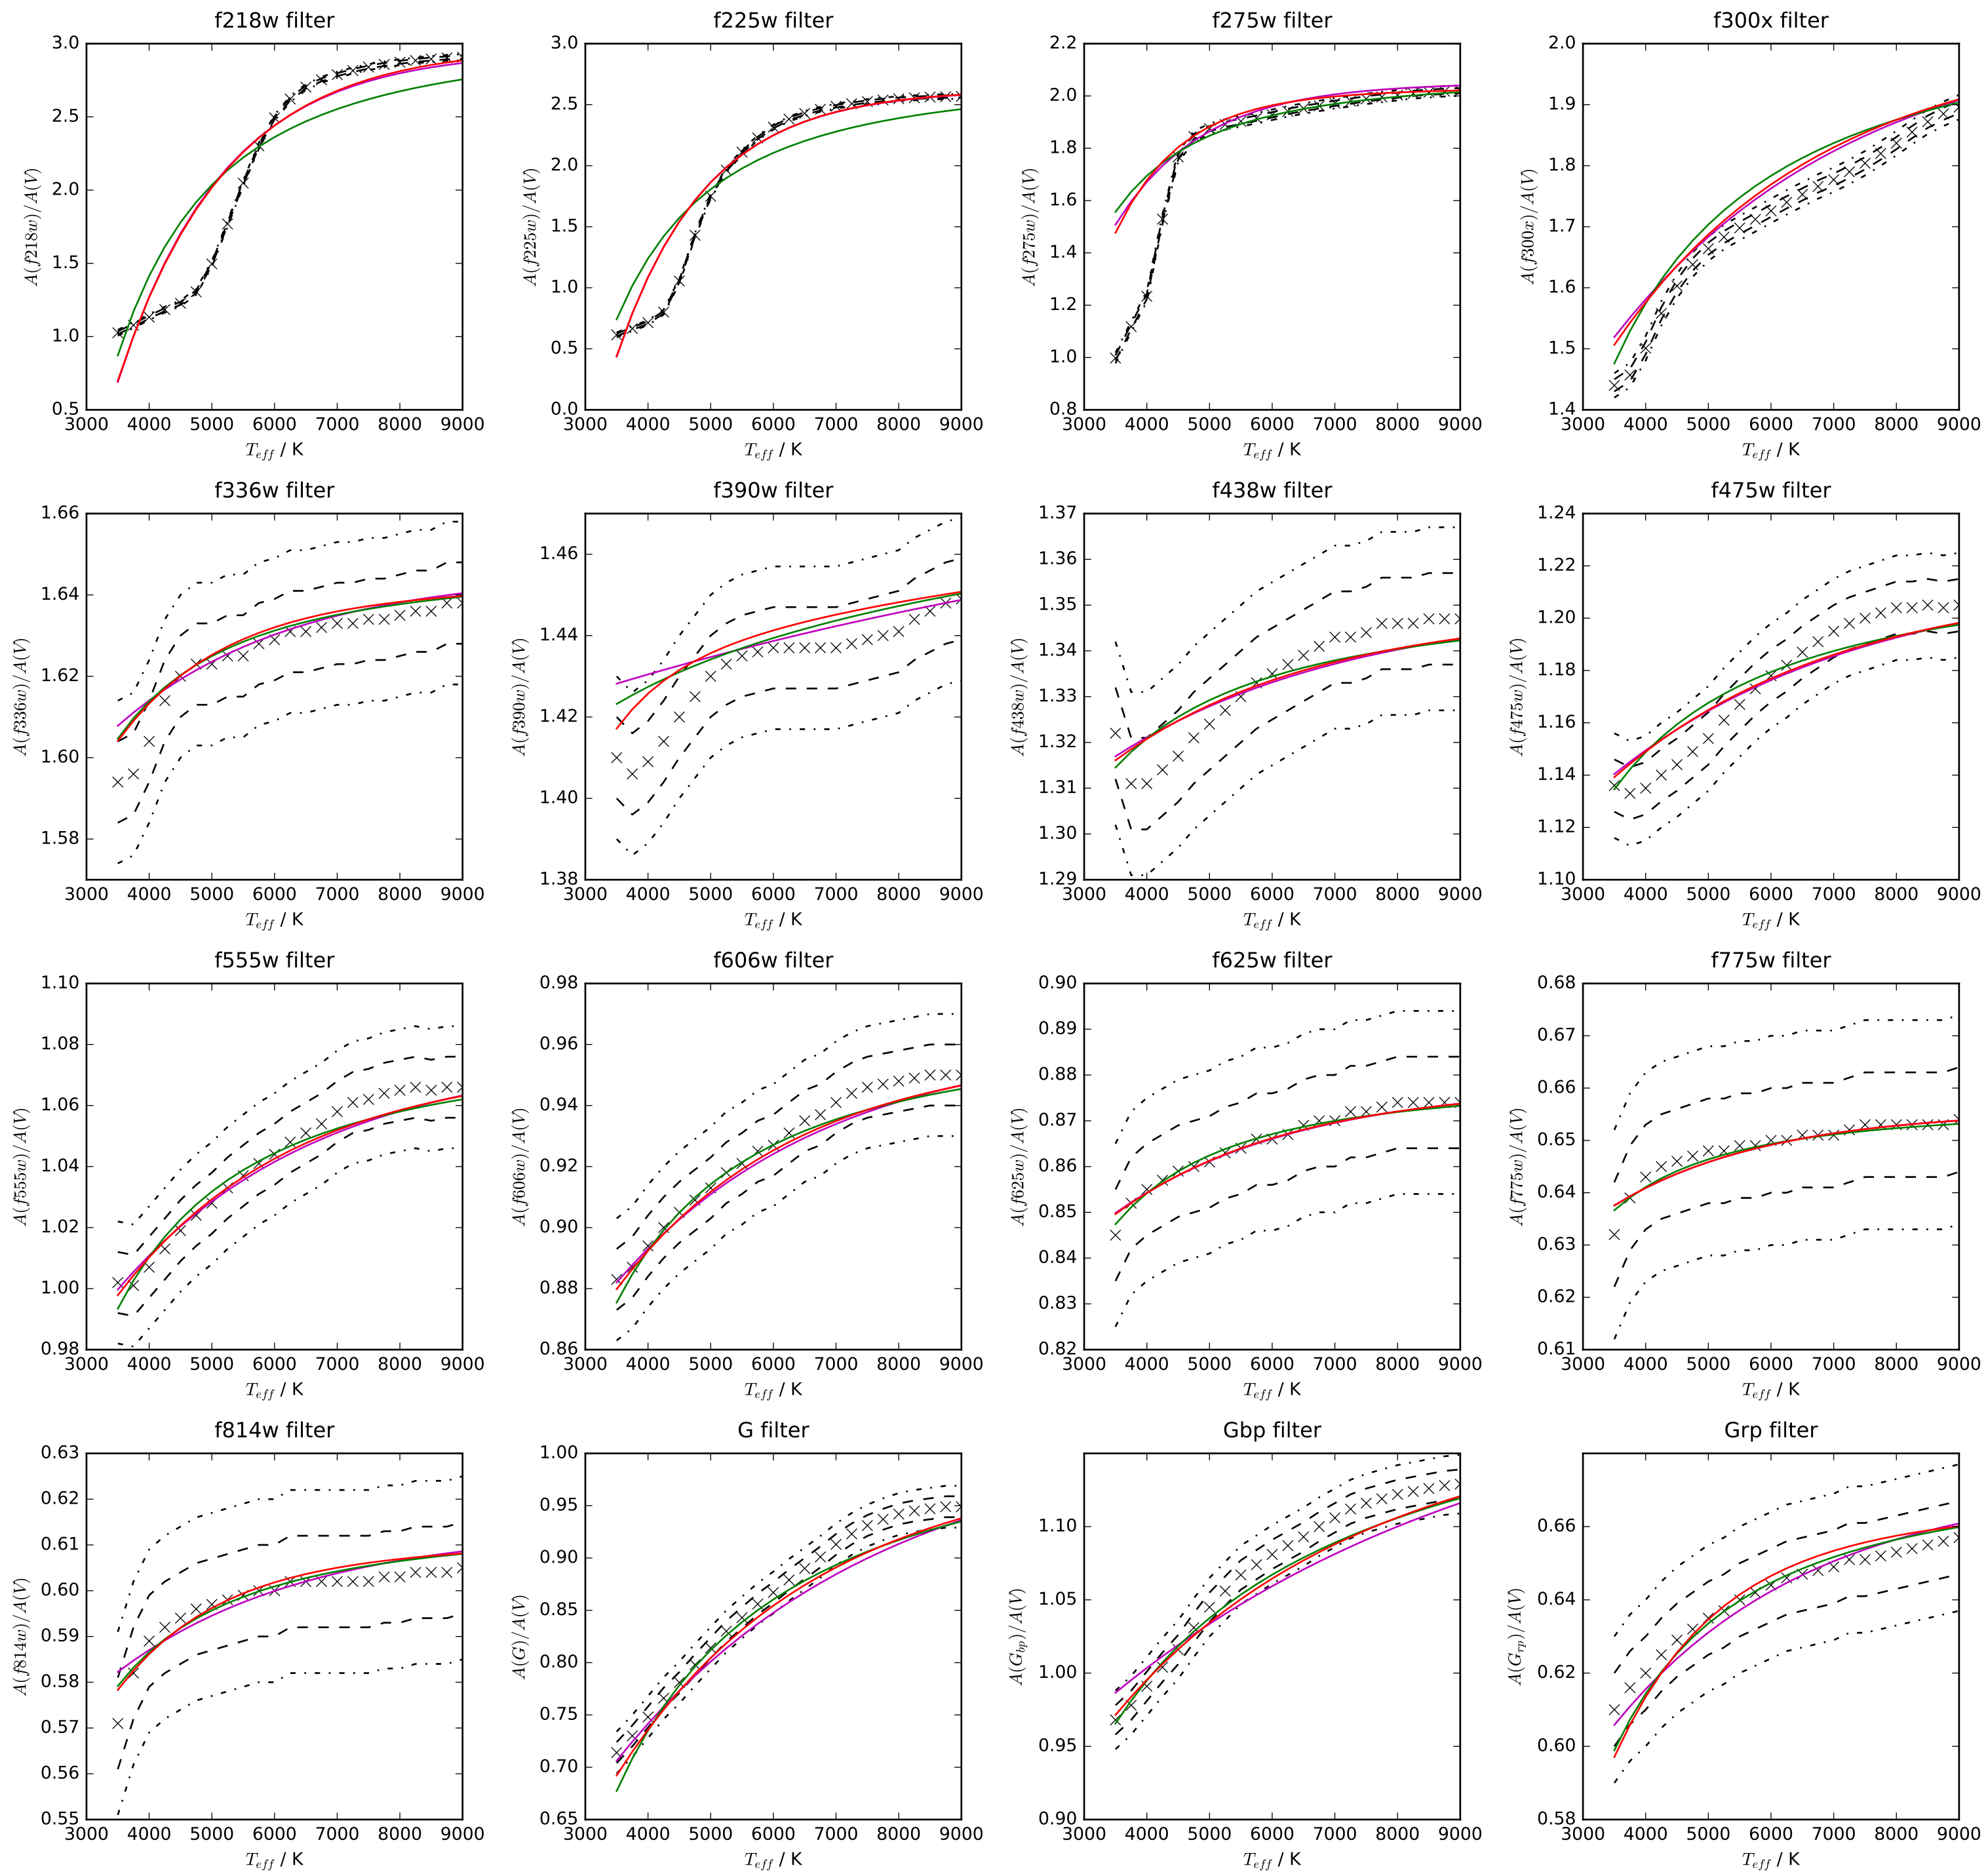 f218w filter
f225w filter
f275w filter
f300x filter
3.0
2.5
2.0
1.5
1.0
0.5
A(f218w)/A(V)
3000 4000 5000 6000 7000 8000 9000
T_eff / K
3.0
2.5
2.0
1.5
1.0
0.5
0.0
A(f225w)/A(V)
3000 4000 5000 6000 7000 8000 9000
T_eff / K
2.2
2.0
1.8
1.6
1.4
1.2
1.0
0.8
A(f275w)/A(V)
3000 4000 5000 6000 7000 8000 9000
T_eff / K
2.0
1.9
1.8
1.7
1.6
1.5
1.4
A(f300x)/A(V)
3000 4000 5000 6000 7000 8000 9000
T_eff / K
f336w filter
f390w filter
f438w filter
f475w filter
1.66
1.64
1.62
1.60
1.58
A(f336w)/A(V)
3000 4000 5000 6000 7000 8000 9000
T_eff / K
1.46
1.44
1.42
1.40
1.38
A(f390w)/A(V)
3000 4000 5000 6000 7000 8000 9000
T_eff / K
1.37
1.36
1.35
1.34
1.33
1.32
1.31
1.30
1.29
A(f438w)/A(V)
3000 4000 5000 6000 7000 8000 9000
T_eff / K
1.24
1.22
1.20
1.18
1.16
1.14
1.12
1.10
A(f475w)/A(V)
3000 4000 5000 6000 7000 8000 9000
T_eff / K
f555w filter
f606w filter
f625w filter
f775w filter
1.10
1.08
1.06
1.04
1.02
1.00
0.98
A(f555w)/A(V)
3000 4000 5000 6000 7000 8000 9000
T_eff / K
0.98
0.96
0.94
0.92
0.90
0.88
0.86
A(f606w)/A(V)
3000 4000 5000 6000 7000 8000 9000
T_eff / K
0.90
0.89
0.88
0.87
0.86
0.85
0.84
0.83
0.82
A(f625w)/A(V)
3000 4000 5000 6000 7000 8000 9000
T_eff / K
0.68
0.67
0.66
0.65
0.64
0.63
0.62
0.61
A(f775w)/A(V)
3000 4000 5000 6000 7000 8000 9000
T_eff / K
f814w filter
G filter
Gbp filter
Grp filter
0.63
0.62
0.61
0.60
0.59
0.58
0.57
0.56
0.55
A(f814w)/A(V)
3000 4000 5000 6000 7000 8000 9000
T_eff / K
1.00
0.95
0.90
0.85
0.80
0.75
0.70
0.65
A(G)/A(V)
3000 4000 5000 6000 7000 8000 9000
T_eff / K
1.10
1.05
1.00
0.95
0.90
A(G_bp)/A(V)
3000 4000 5000 6000 7000 8000 9000
T_eff / K
0.66
0.64
0.62
0.60
0.58
A(G_rp)/A(V)
3000 4000 5000 6000 7000 8000 9000
T_eff / K